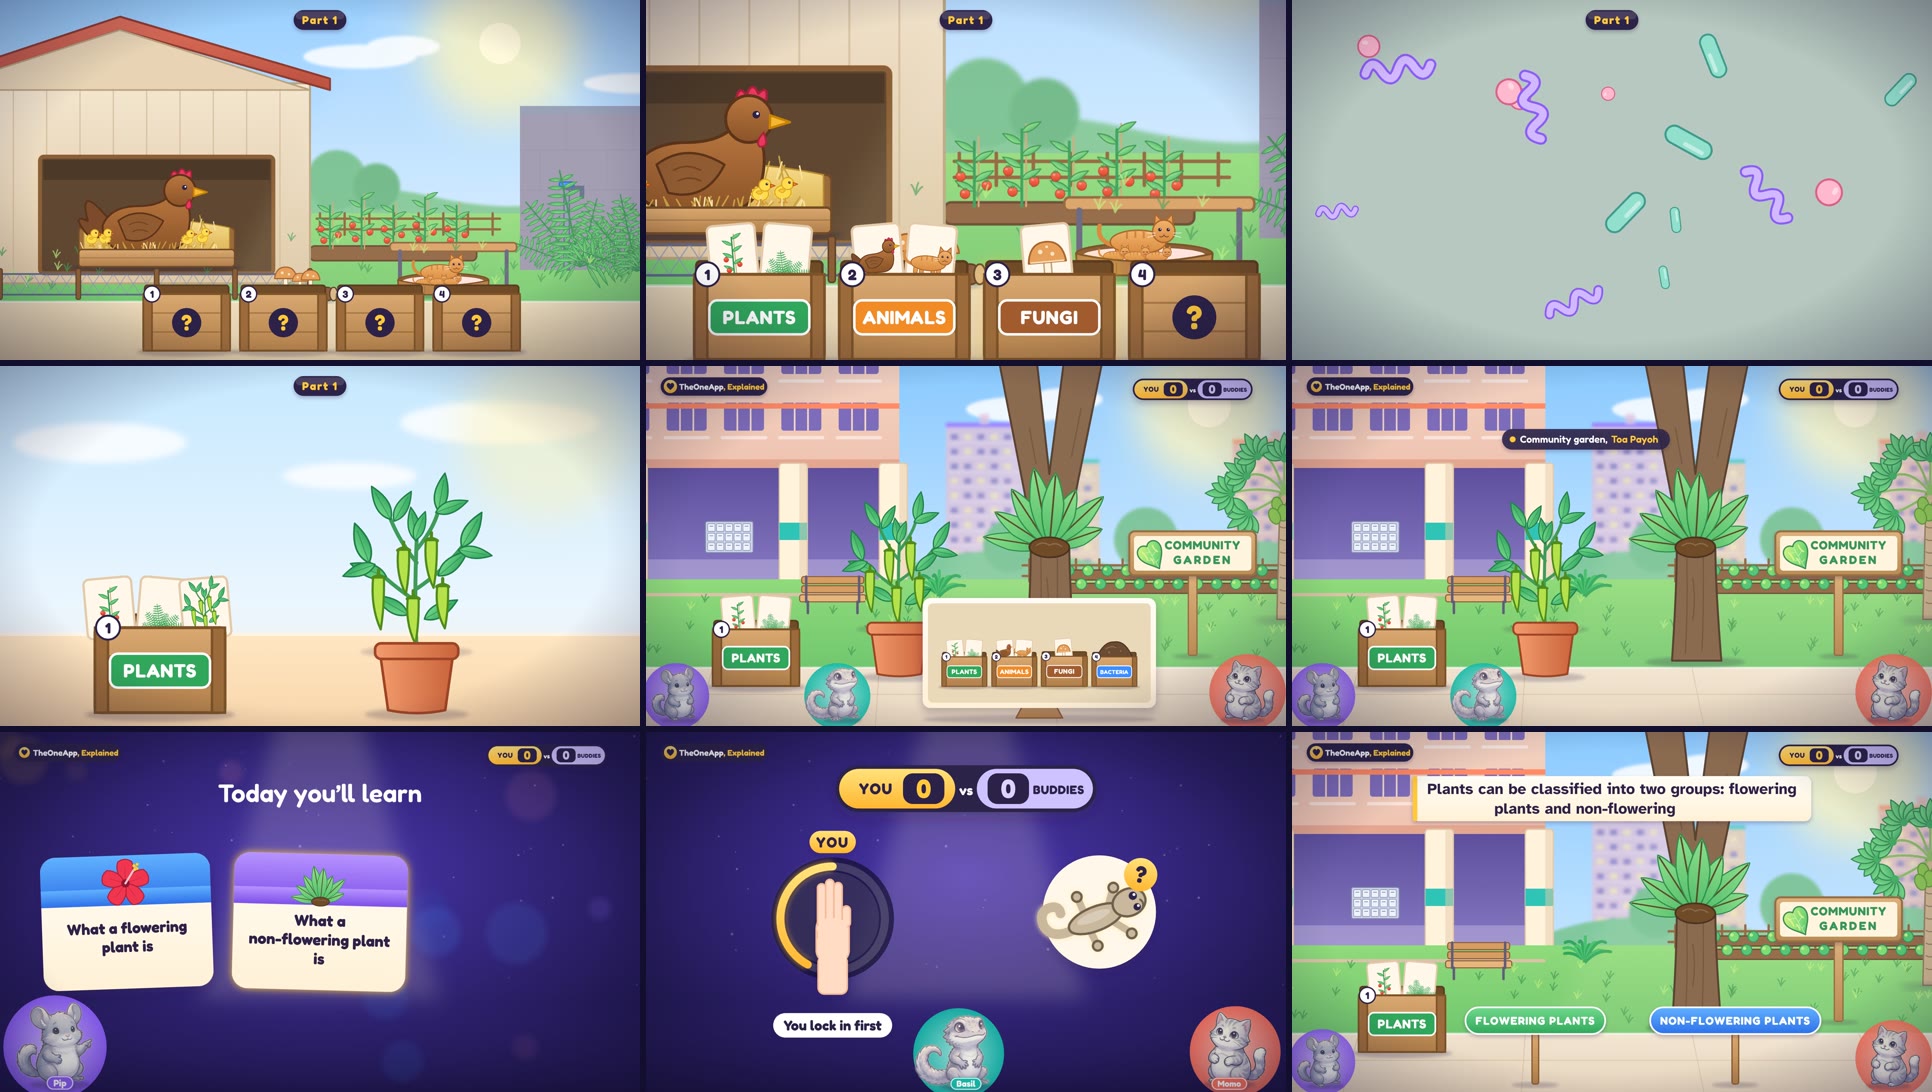 Part 1
1
?
2
?
3
?
4
?
Part 1
1
PLANTS
2
ANIMALS
3
FUNGI
4
?
Part 1
Part 1
1
PLANTS
TheOneApp, Explained
YOU 0 vs 0 BUDDIES
COMMUNITY
GARDEN
1
PLANTS
1
PLANTS
2
ANIMALS
3
FUNGI
4
BACTERIA
TheOneApp, Explained
YOU 0 vs 0 BUDDIES
Community garden, Toa Payoh
COMMUNITY
GARDEN
1
PLANTS
TheOneApp, Explained
YOU 0 vs 0 BUDDIES
Today you'll learn
What a flowering
plant is
What a
non-flowering plant
is
Pip
TheOneApp, Explained
YOU 0 vs 0 BUDDIES
YOU
?
You lock in first
Basil
Momo
TheOneApp, Explained
YOU 0 vs 0 BUDDIES
Plants can be classified into two groups: flowering
plants and non-flowering
COMMUNITY
GARDEN
1
PLANTS
FLOWERING PLANTS
NON-FLOWERING PLANTS